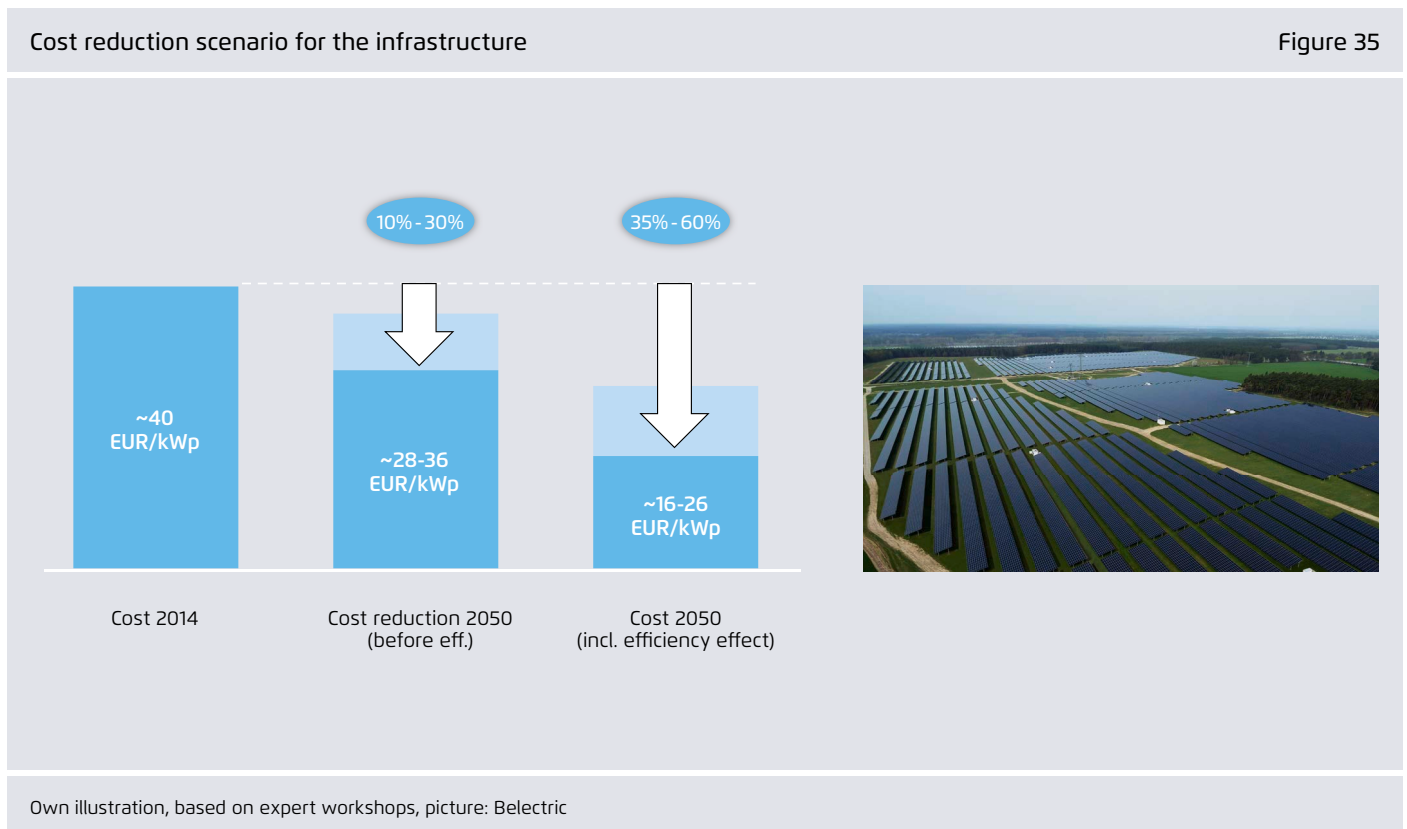 Cost reduction scenario for the infrastructure
Figure 35
10%-30%
35%-60%
~40
EUR/kWp
~28-36
EUR/kWp
~16-26
EUR/kWp
Cost 2014
Cost reduction 2050
(before eff.)
Cost 2050
(incl. efficiency effect)
Own illustration, based on expert workshops, picture: Belectric